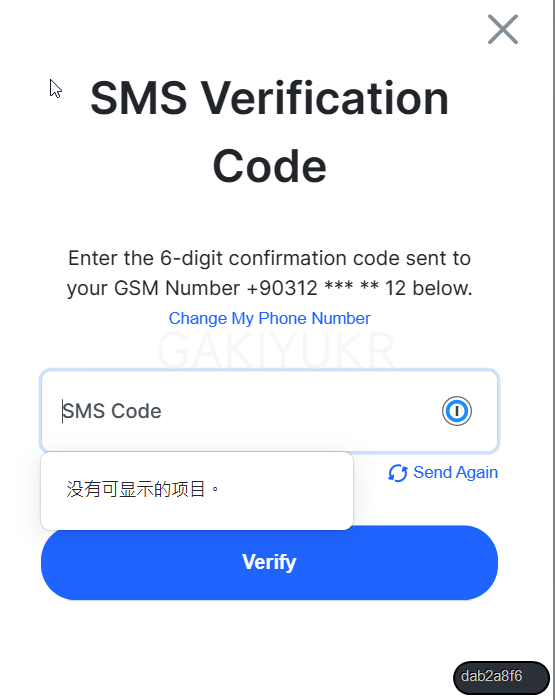 SMS Verification
Code
Enter the 6-digit confirmation code sent to
your GSM Number +90312 *** ** 12 below.
Change My Phone Number
GAKIYUKR
SMS Code
没有可显示的项目。
Send Again
Verify
dab2a8f6